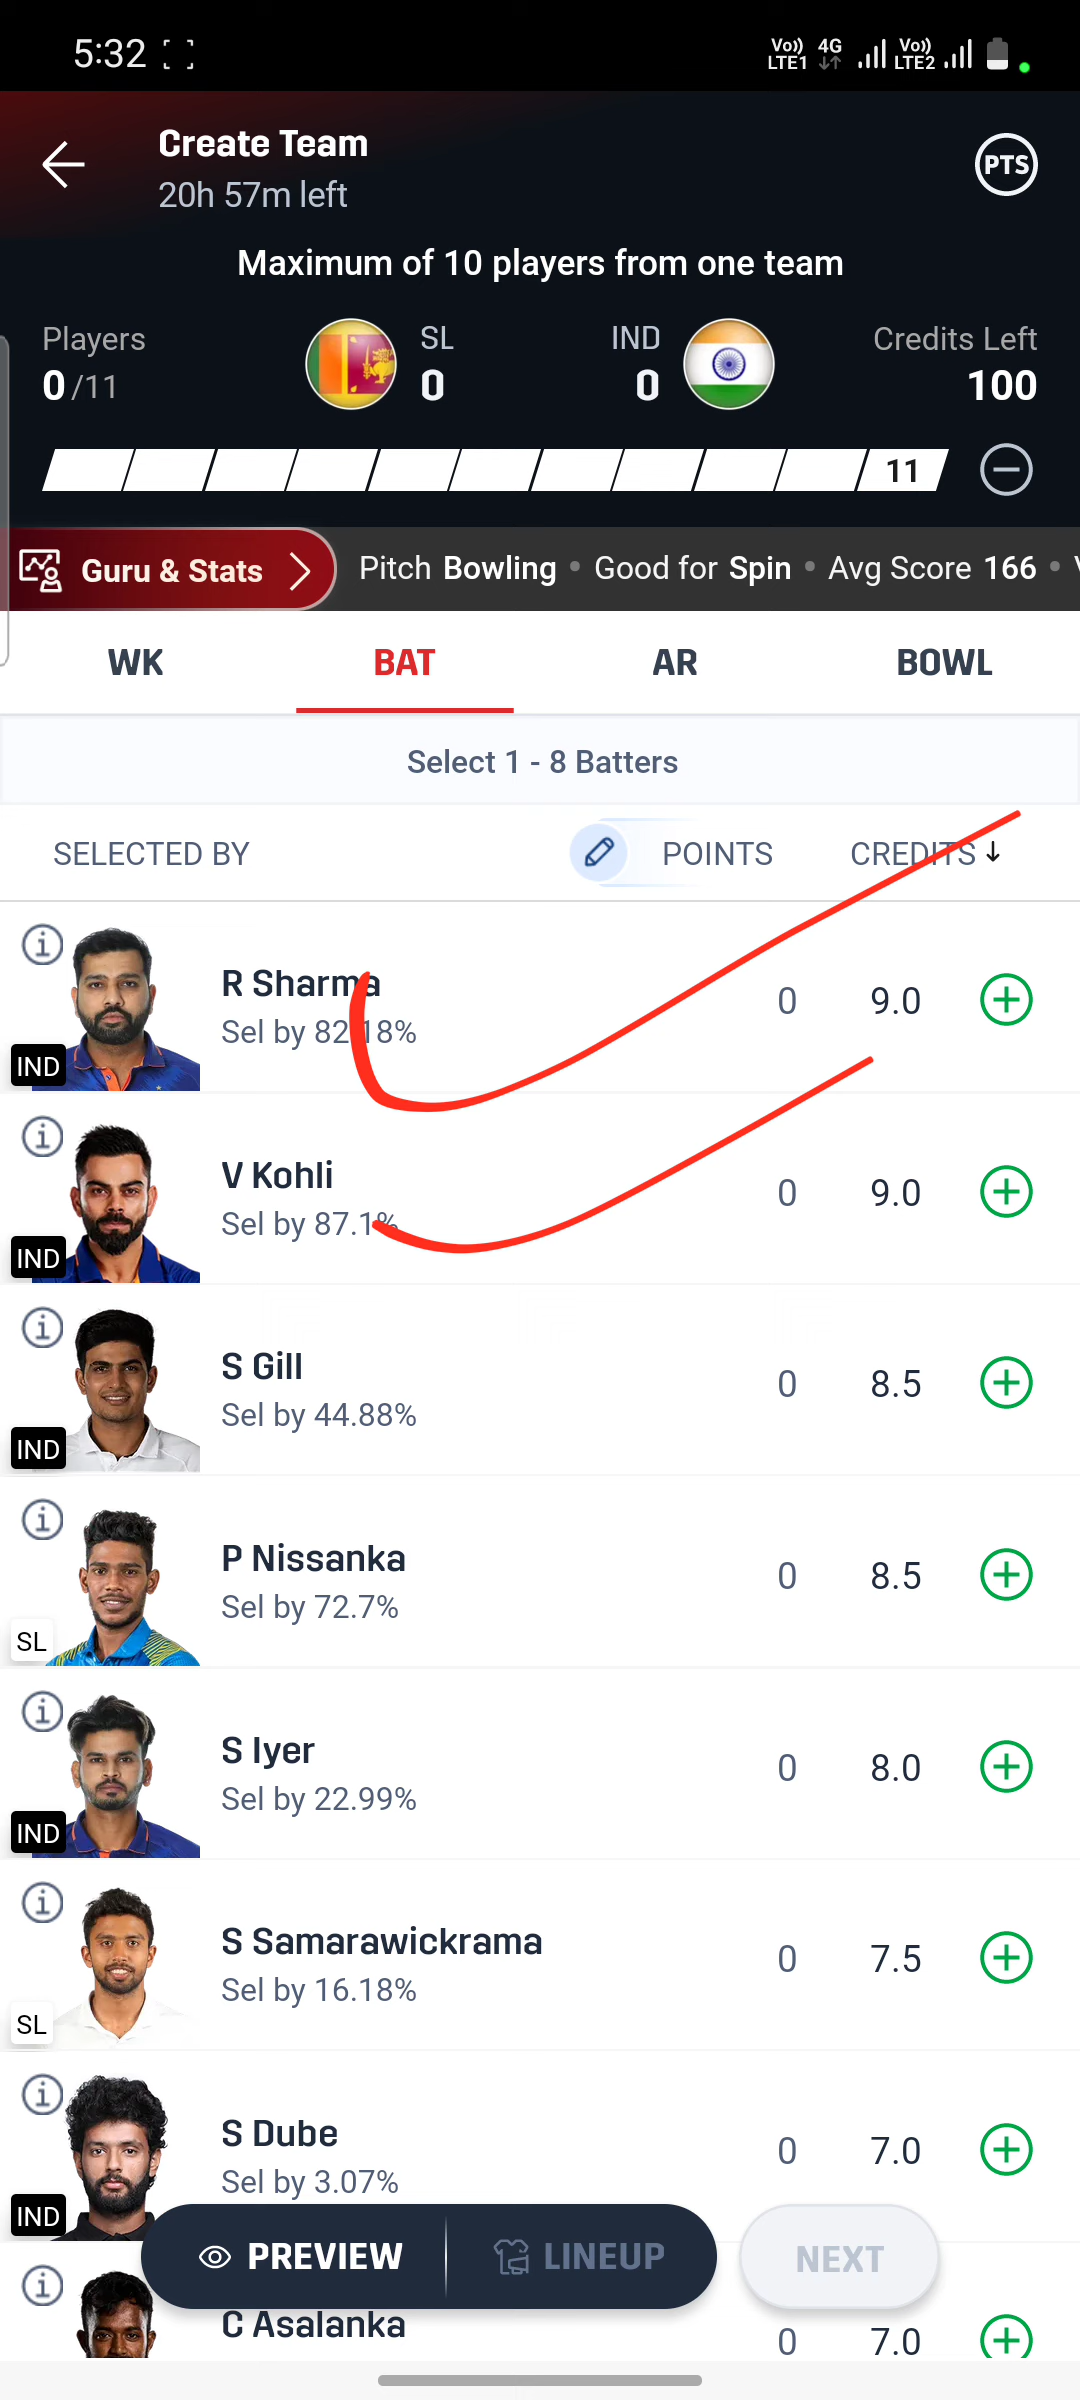 5:32
Vo)) LTE1 4G Vo)) LTE2
Create Team
20h 57m left
PTS
Maximum of 10 players from one team
Players SL IND Credits Left
0/11 0 0 100
11
Guru & Stats Pitch Bowling • Good for Spin • Avg Score 166 •
WK BAT AR BOWL
Select 1 - 8 Batters
SELECTED BY POINTS CREDITS ↓
R Sharma
Sel by 82.18%
0 9.0
IND
V Kohli
Sel by 87.1%
0 9.0
IND
S Gill
Sel by 44.88%
0 8.5
IND
P Nissanka
Sel by 72.7%
0 8.5
SL
S Iyer
Sel by 22.99%
0 8.0
IND
S Samarawickrama
Sel by 16.18%
0 7.5
SL
S Dube
Sel by 3.07%
0 7.0
IND
PREVIEW LINEUP NEXT
C Asalanka
0 7.0